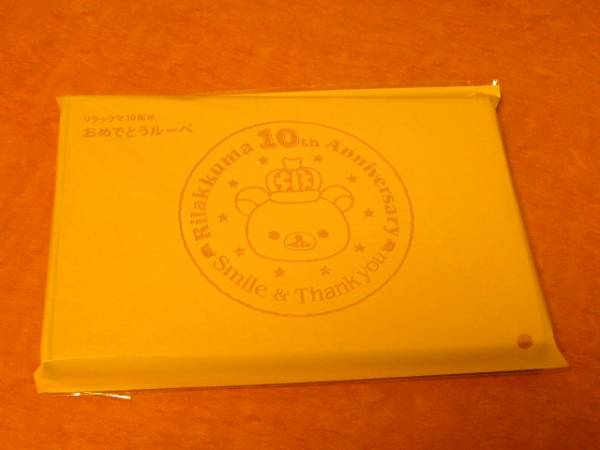 リラックマ10周年
おめでとうルーペ
Rilakkuma 10th Anniversary
Smile & Thank you